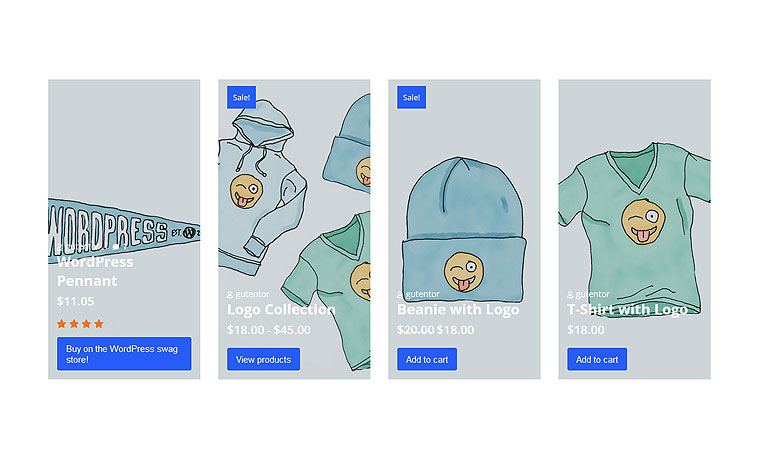 WORDPRESS
EST.
WordPress
Pennant
$11.05
Buy on the WordPress swag
store!
Sale!
gutentor
Logo Collection
$18.00 - $45.00
View products
Sale!
gutentor
Beanie with Logo
$20.00 $18.00
Add to cart
gutentor
T-Shirt with Logo
$18.00
Add to cart